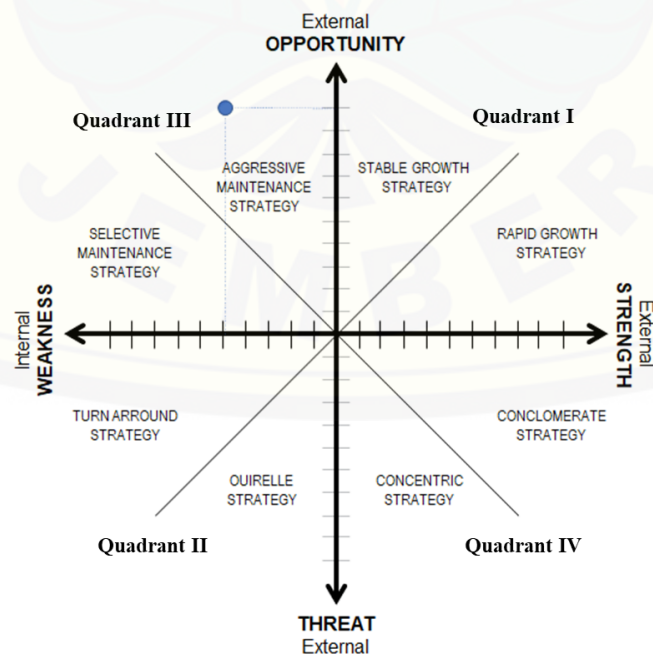 External
OPPORTUNITY
Quadrant III
Quadrant I
AGGRESSIVE
MAINTENANCE
STRATEGY
STABLE GROWTH
STRATEGY
SELECTIVE
MAINTENANCE
STRATEGY
RAPID GROWTH
STRATEGY
JEMBER
Internal
WEAKNESS
STRENGTH
External
TURN ARROUND
STRATEGY
CONCLOMERATE
STRATEGY
OUIRELLE
STRATEGY
CONCENTRIC
STRATEGY
Quadrant II
Quadrant IV
THREAT
External